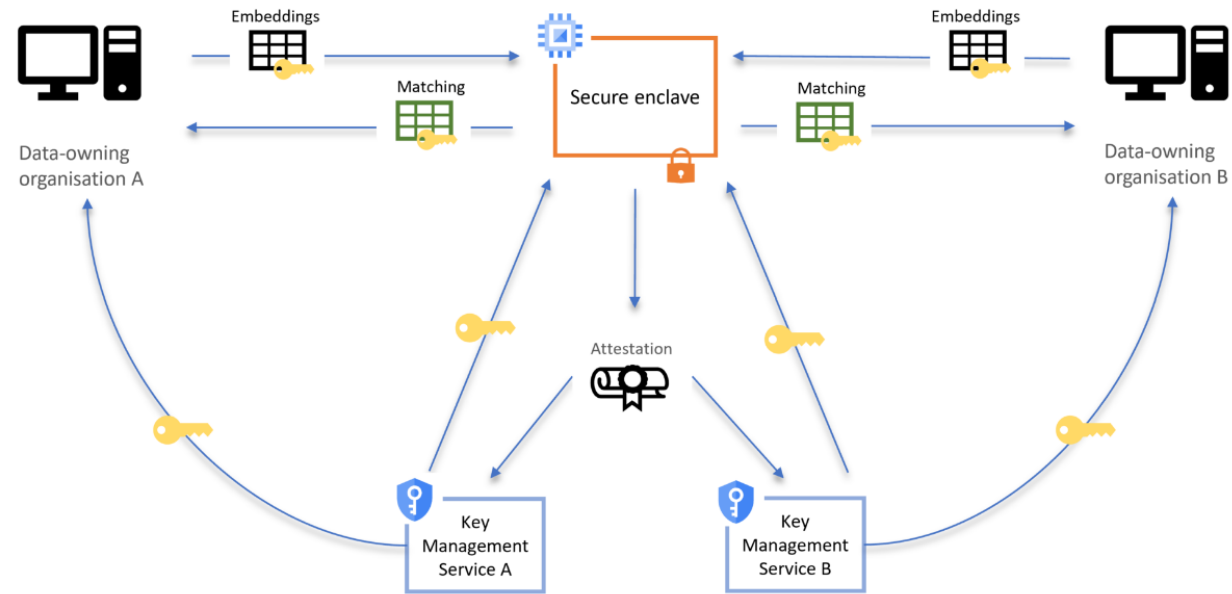 Embeddings
Embeddings
Matching
Secure enclave
Matching
Data-owning
organisation A
Data-owning
organisation B
Attestation
Key
Management
Service A
Key
Management
Service B